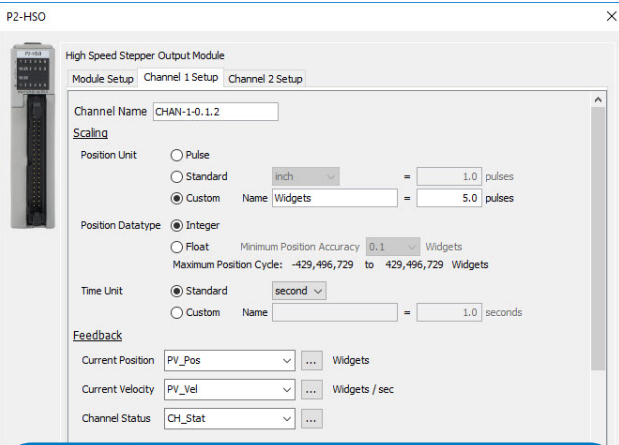 P2-HSO
High Speed Stepper Output Module
Module Setup Channel 1 Setup Channel 2 Setup
Channel Name CHAN-1-0.1.2
Scaling
Position Unit Pulse
Standard inch = 1.0 pulses
Custom Name Widgets = 5.0 pulses
Position Datatype Integer
Float Minimum Position Accuracy 0.1 Widgets
Maximum Position Cycle: -429,496,729 to 429,496,729 Widgets
Time Unit Standard second
Custom Name = 1.0 seconds
Feedback
Current Position PV_Pos ... Widgets
Current Velocity PV_Vel ... Widgets / sec
Channel Status CH_Stat ...